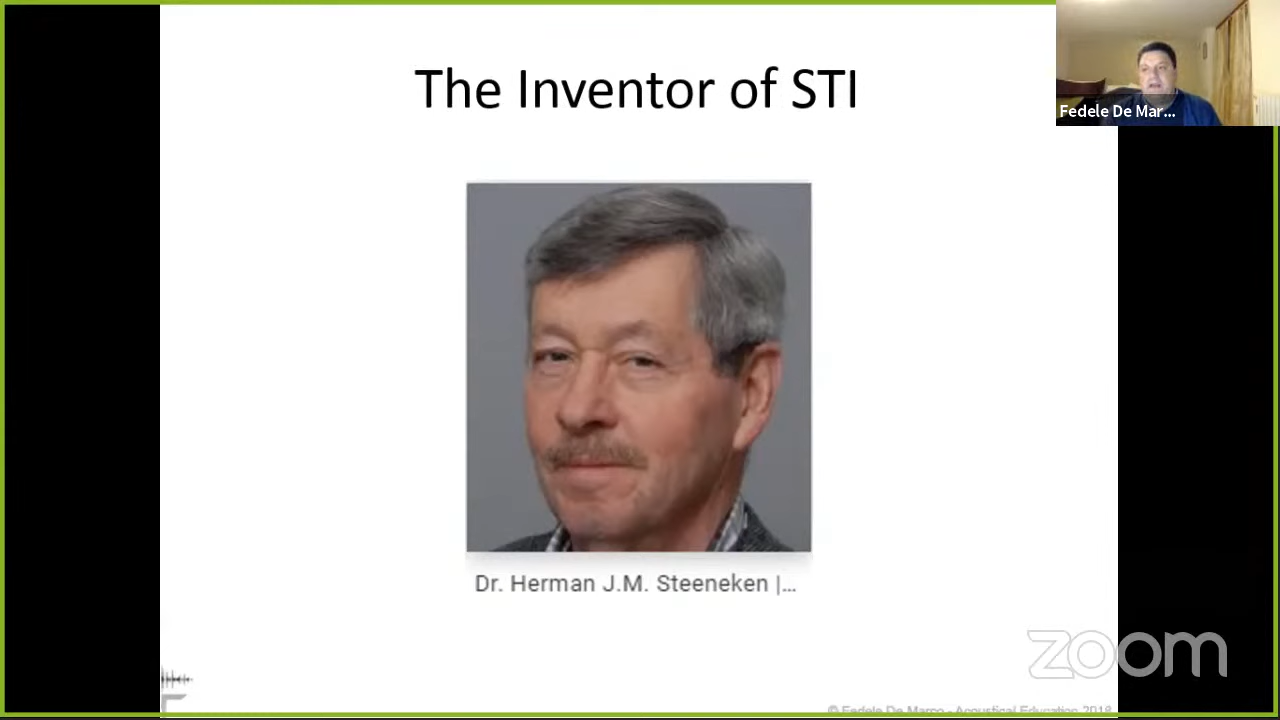 The Inventor of STI
Fedele De Mar...
Dr. Herman J.M. Steeneken |...
zoom
© Fedele De Marco - Acoustical Education 2018